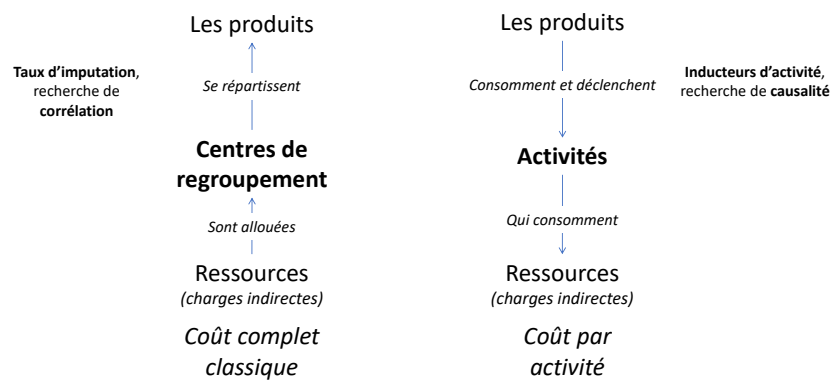 Les produits
Taux d'imputation,
recherche de
corrélation
Se répartissent
Centres de
regroupement
Sont allouées
Ressources
(charges indirectes)
Coût complet
classique
Les produits
Consomment et déclenchent
Inducteurs d'activité,
recherche de causalité
Activités
Qui consomment
Ressources
(charges indirectes)
Coût par
activité